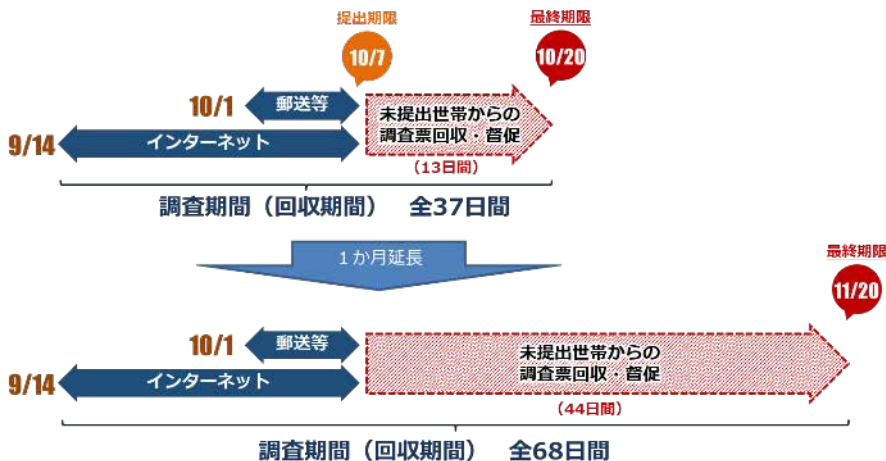 提出期限
10/7
最終期限
10/20
10/1
郵送等
9/14
インターネット
未提出世帯からの
調査票回収・督促
（13日間）
調査期間（回収期間）　全37日間
１か月延長
最終期限
11/20
10/1
郵送等
9/14
インターネット
未提出世帯からの
調査票回収・督促
（44日間）
調査期間（回収期間）　全68日間